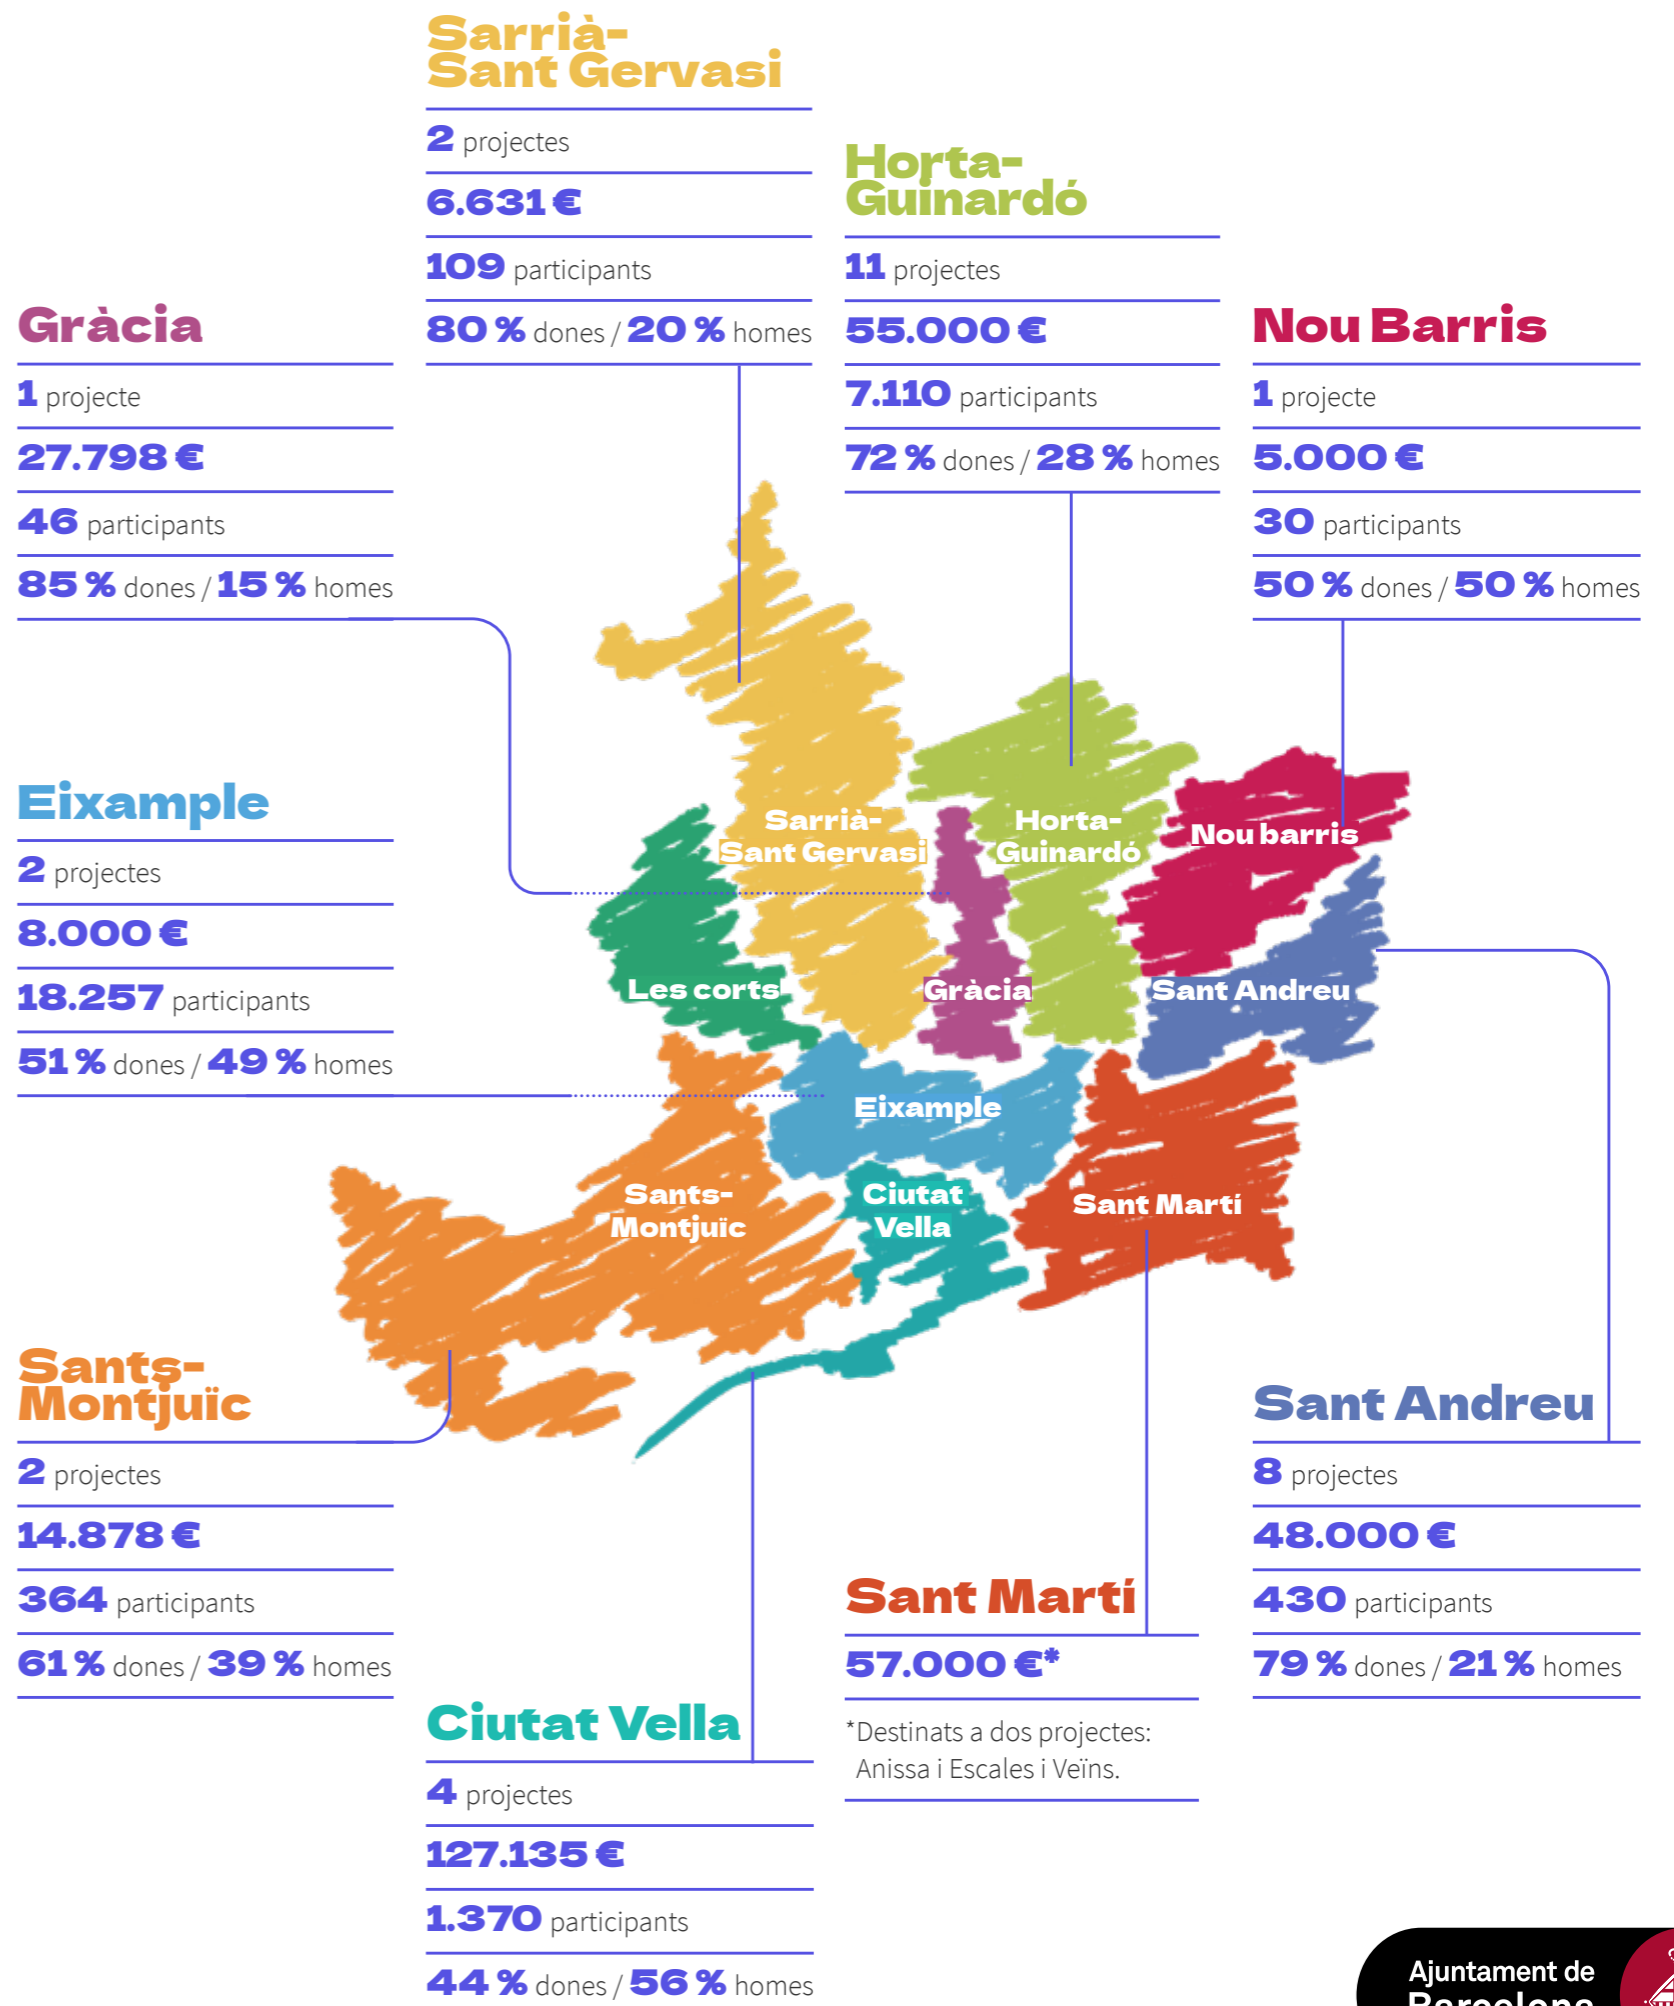 Sarrià-
Sant Gervasi
2 projectes
6.631 €
109 participants
80 % dones / 20 % homes
Horta-
Guinardó
11 projectes
55.000 €
7.110 participants
72 % dones / 28 % homes
Gràcia
1 projecte
27.798 €
46 participants
85 % dones / 15 % homes
Nou Barris
1 projecte
5.000 €
30 participants
50 % dones / 50 % homes
Eixample
2 projectes
8.000 €
18.257 participants
51 % dones / 49 % homes
Sarrià-
Sant Gervasi
Horta-
Guinardó
Nou barris
Les corts
Gràcia
Sant Andreu
Eixample
Sants-
Montjuïc
Ciutat
Vella
Sant Martí
Sants-
Montjuïc
2 projectes
14.878 €
364 participants
61 % dones / 39 % homes
Ciutat Vella
4 projectes
127.135 €
1.370 participants
44 % dones / 56 % homes
Sant Martí
57.000 €*
*Destinats a dos projectes:
Anissa i Escales i Veïns.
Sant Andreu
8 projectes
48.000 €
430 participants
79 % dones / 21 % homes
Ajuntament de
Barcelona